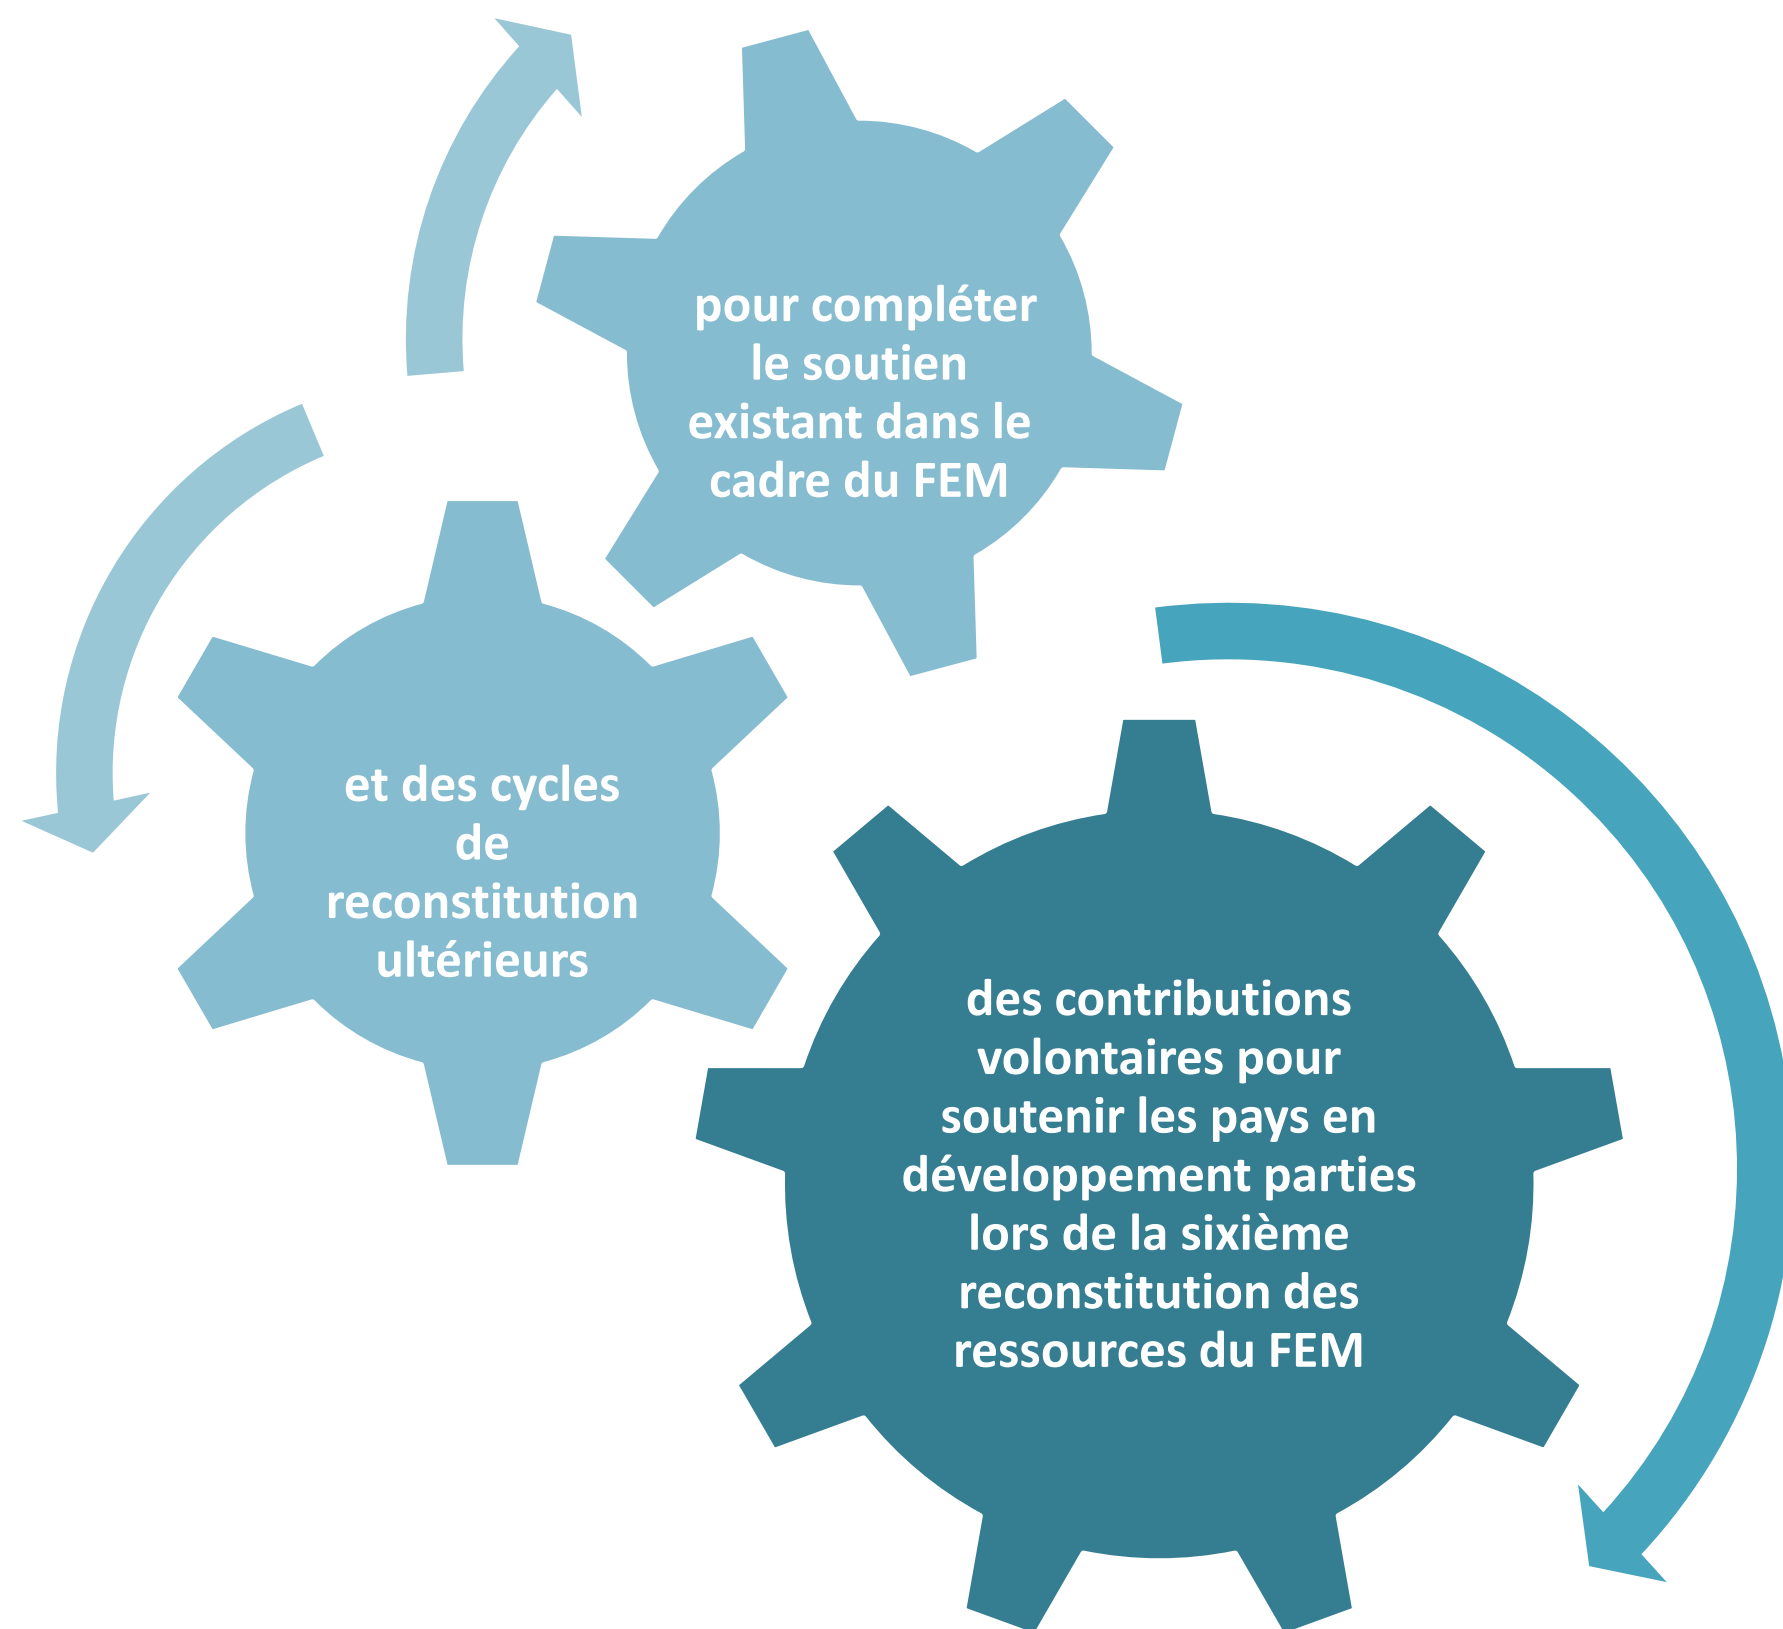 pour compléter
le soutien
existant dans le
cadre du FEM
et des cycles
de
reconstitution
ultérieurs
des contributions
volontaires pour
soutenir les pays en
développement parties
lors de la sixième
reconstitution des
ressources du FEM